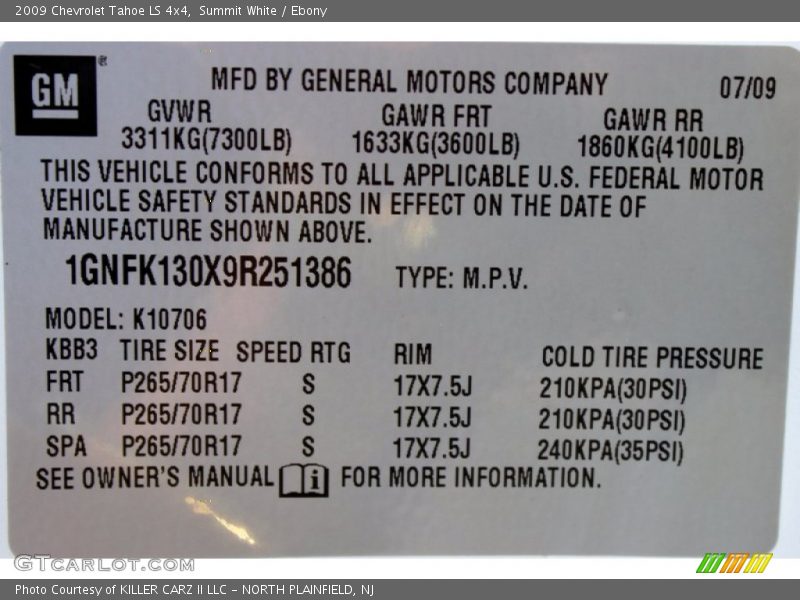 2009 Chevrolet Tahoe LS 4x4, Summit White / Ebony
GM ®
MFD BY GENERAL MOTORS COMPANY 07/09
GVWR GAWR FRT GAWR RR
3311KG(7300LB) 1633KG(3600LB) 1860KG(4100LB)
THIS VEHICLE CONFORMS TO ALL APPLICABLE U.S. FEDERAL MOTOR
VEHICLE SAFETY STANDARDS IN EFFECT ON THE DATE OF
MANUFACTURE SHOWN ABOVE.
1GNFK130X9R251386 TYPE: M.P.V.
MODEL: K10706
KBB3 TIRE SIZE SPEED RTG RIM COLD TIRE PRESSURE
FRT P265/70R17 S 17X7.5J 210KPA(30PSI)
RR P265/70R17 S 17X7.5J 210KPA(30PSI)
SPA P265/70R17 S 17X7.5J 240KPA(35PSI)
SEE OWNER'S MANUAL i FOR MORE INFORMATION.
GTCARLOT.COM
Photo Courtesy of KILLER CARZ II LLC - NORTH PLAINFIELD, NJ